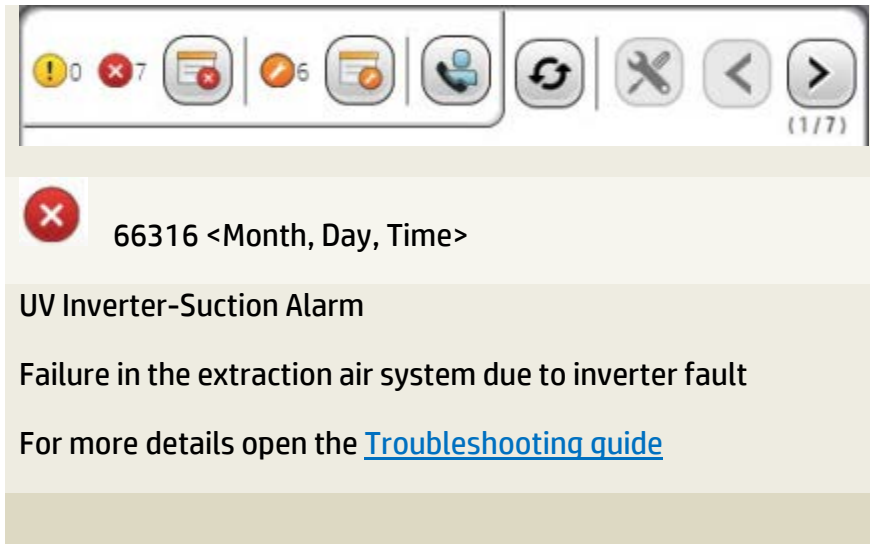 0 7 6
(1/7)
66316 <Month, Day, Time>
UV Inverter-Suction Alarm
Failure in the extraction air system due to inverter fault
For more details open the Troubleshooting guide